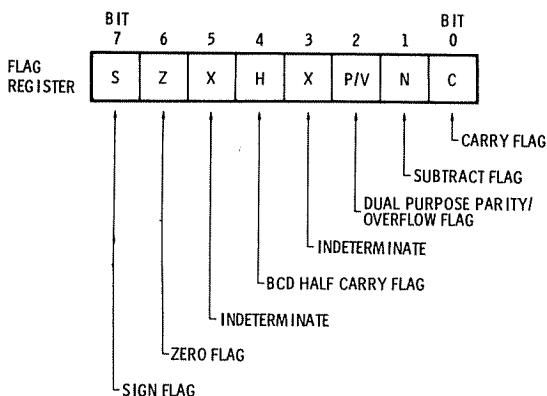 BIT BIT
7 6 5 4 3 2 1 0
FLAG
REGISTER
S Z X H X P/V N C
CARRY FLAG
SUBTRACT FLAG
DUAL PURPOSE PARITY/
OVERFLOW FLAG
INDETERMINATE
BCD HALF CARRY FLAG
INDETERMINATE
ZERO FLAG
SIGN FLAG